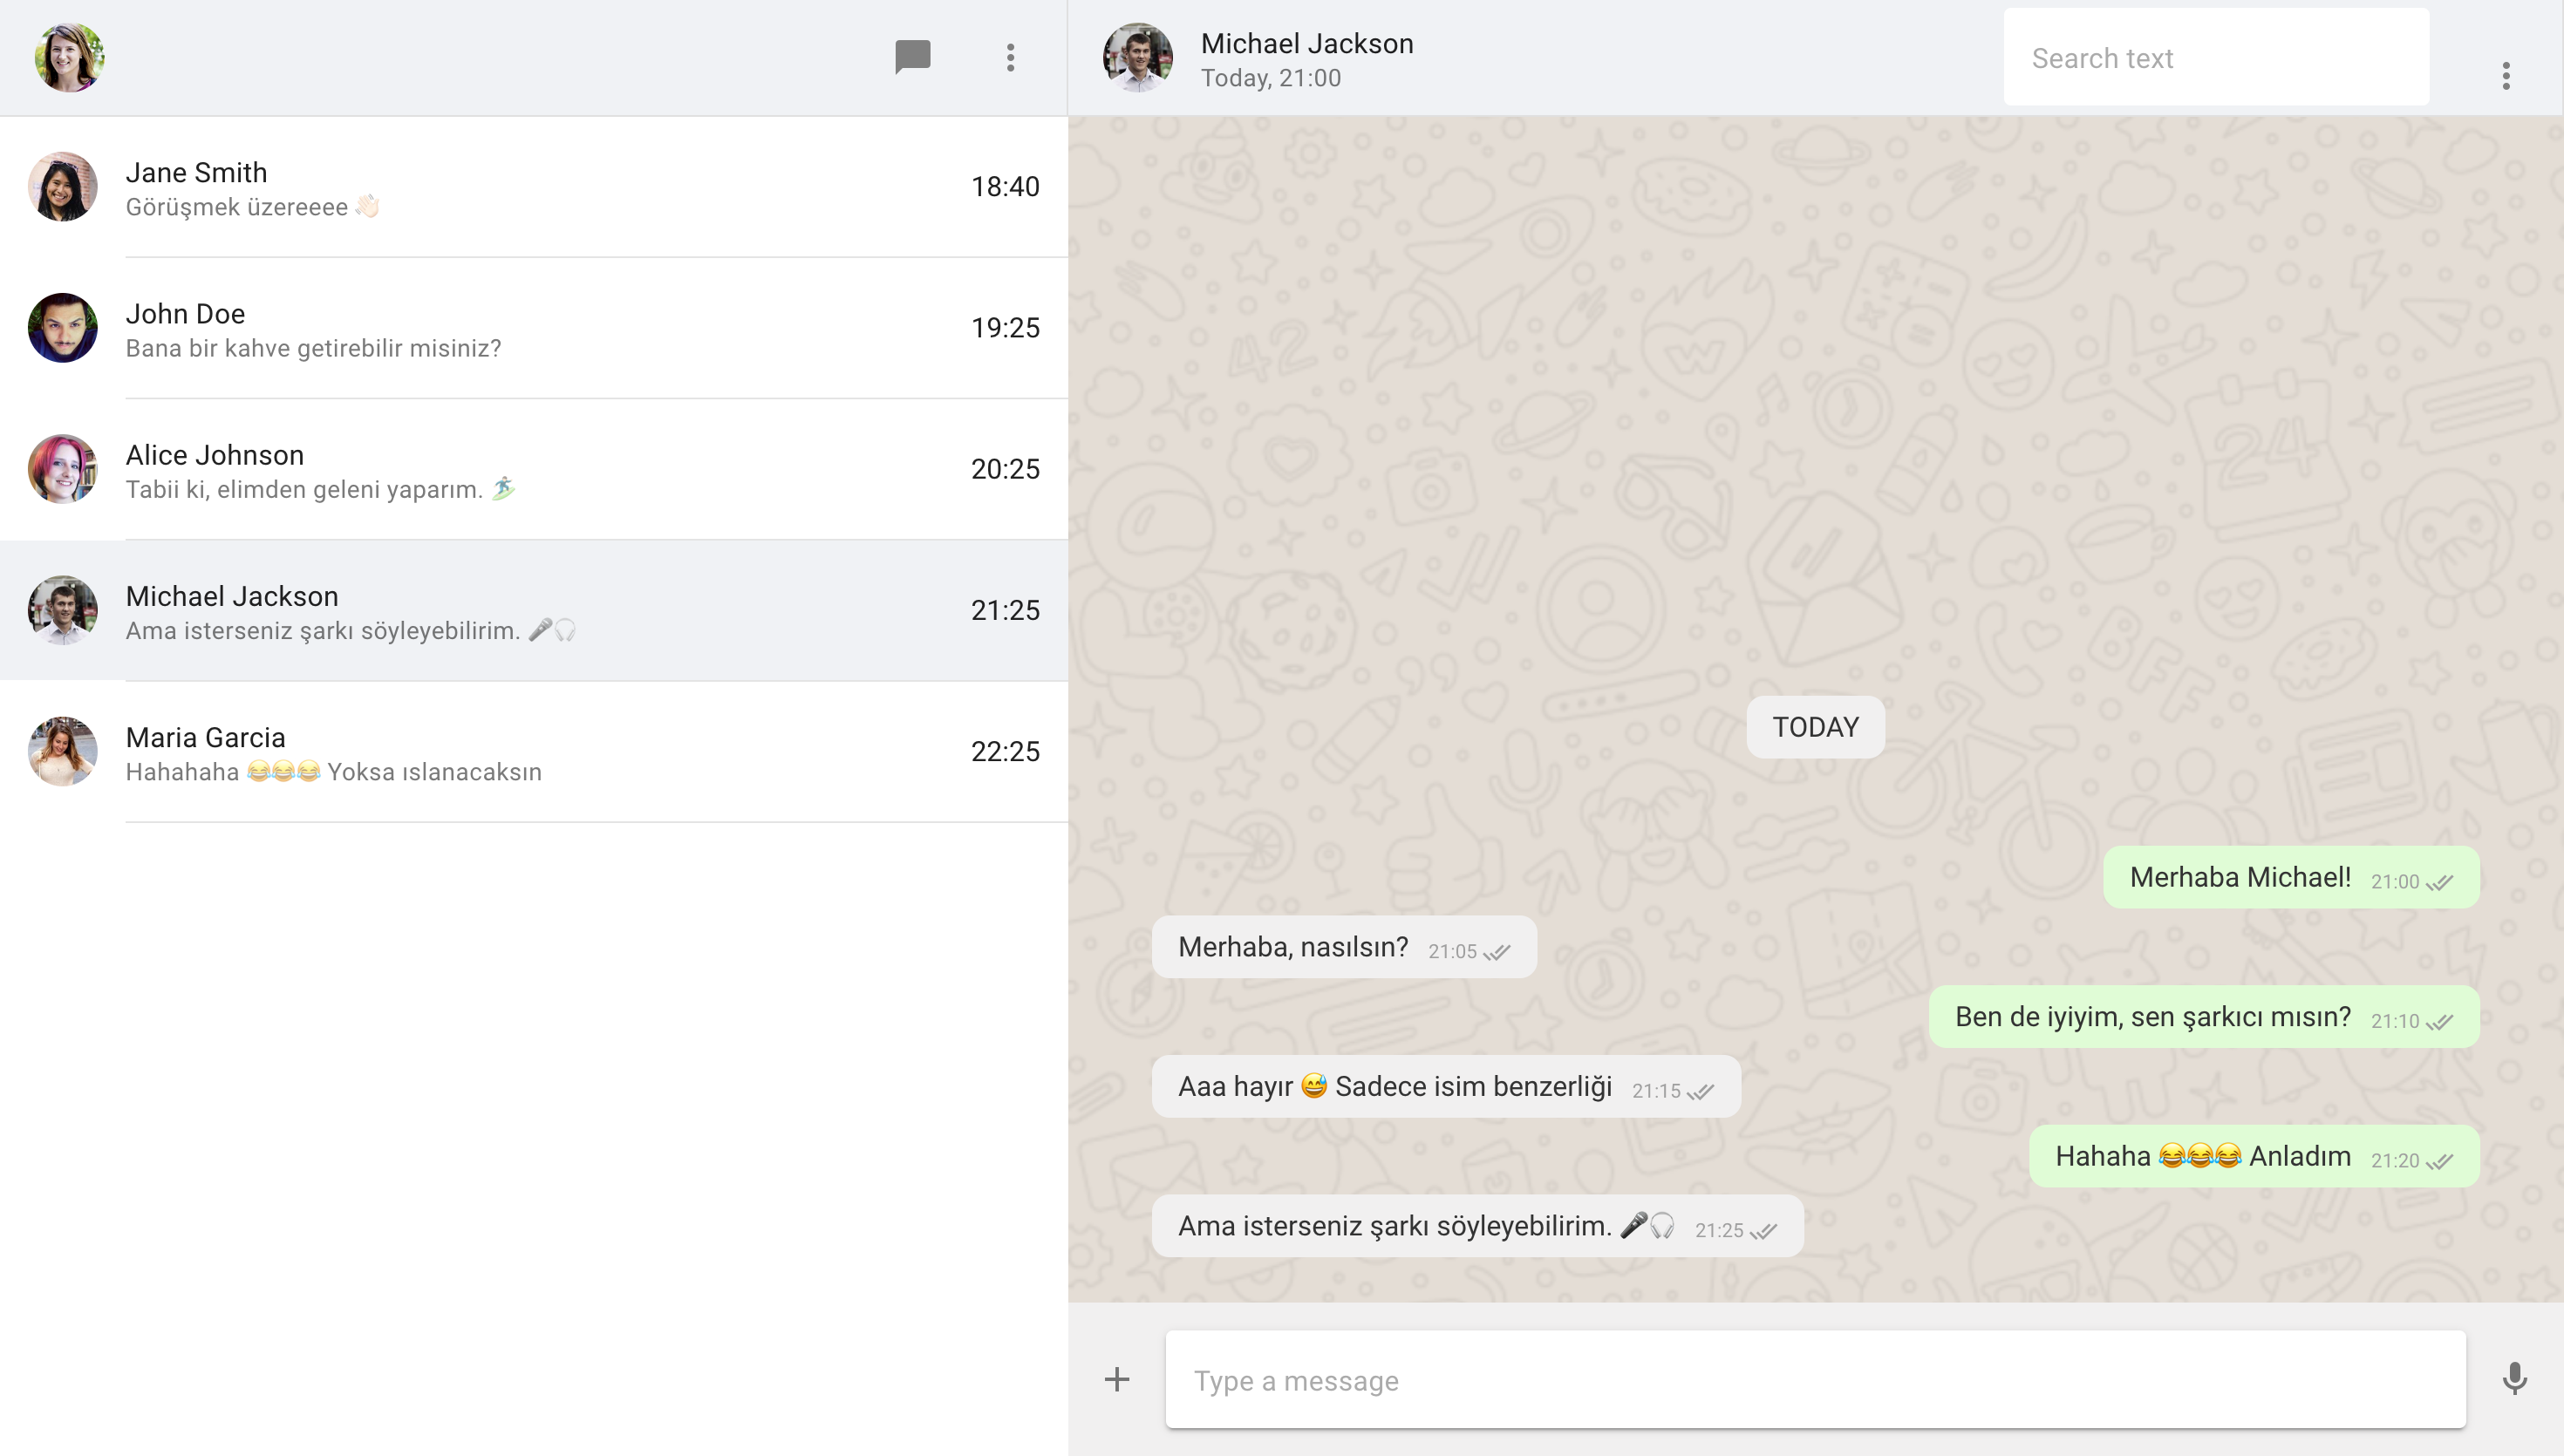 Jane Smith
18:40
Görüşmek üzereeee 👋🏻
John Doe
19:25
Bana bir kahve getirebilir misiniz?
Alice Johnson
20:25
Tabii ki, elimden geleni yaparım. 🏄
Michael Jackson
21:25
Ama isterseniz şarkı söyleyebilirim. 🎤🎧
Maria Garcia
22:25
Hahahaha 😂😂😂 Yoksa ıslanacaksın
Michael Jackson
Today, 21:00
Search text
TODAY
Merhaba Michael! 21:00
Merhaba, nasılsın? 21:05
Ben de iyiyim, sen şarkıcı mısın? 21:10
Aaa hayır 😅 Sadece isim benzerliği 21:15
Hahaha 😂😂😂 Anladım 21:20
Ama isterseniz şarkı söyleyebilirim. 🎤🎧 21:25
Type a message
42
24
BFF